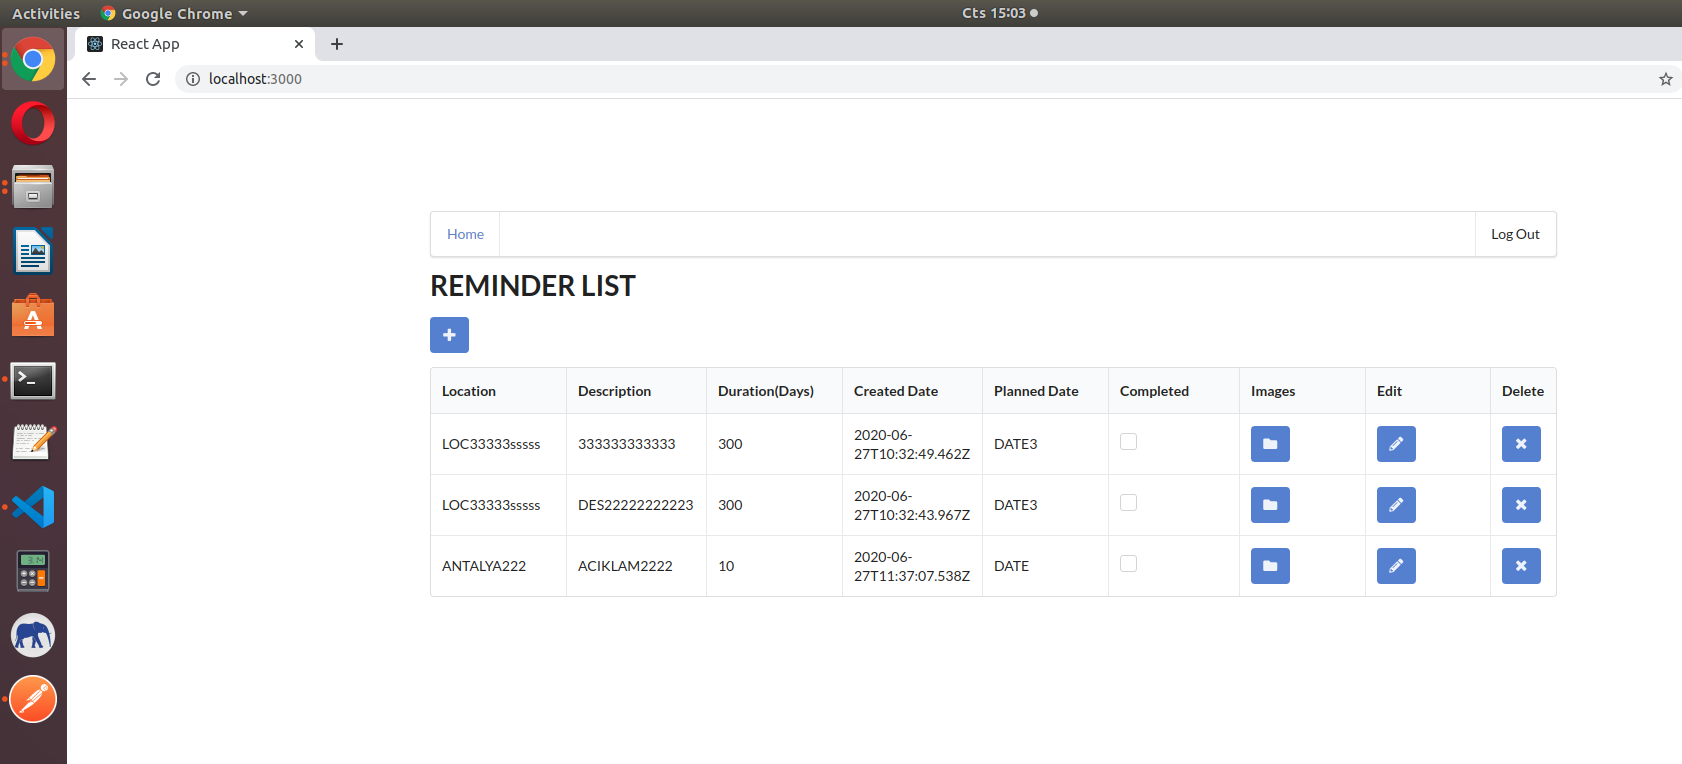 Activities Google Chrome Cts 15:03
React App
localhost:3000
Home Log Out
REMINDER LIST
Location Description Duration(Days) Created Date Planned Date Completed Images Edit Delete
LOC33333sssss 333333333333 300 2020-06-27T10:32:49.462Z DATE3
LOC33333sssss DES22222222223 300 2020-06-27T10:32:43.967Z DATE3
ANTALYA222 ACIKLAM2222 10 2020-06-27T11:37:07.538Z DATE